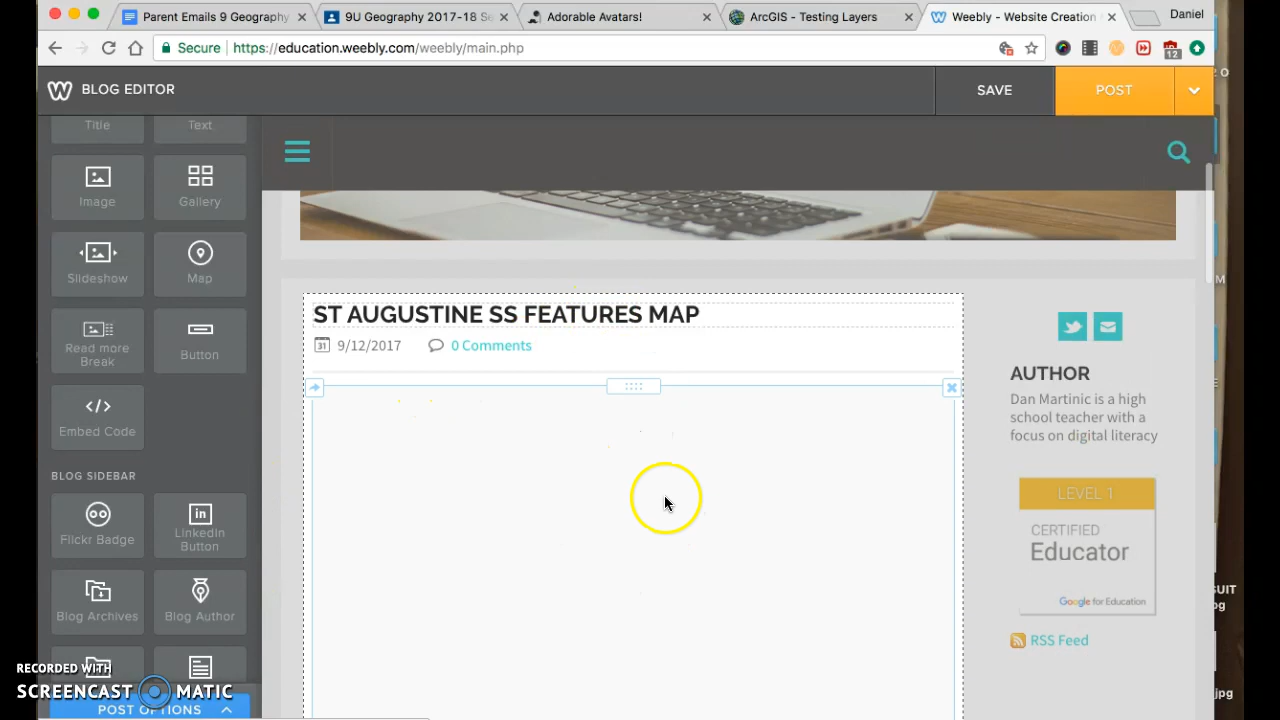 Parent Emails 9 Geography
9U Geography 2017-18 Se
Adorable Avatars!
ArcGIS - Testing Layers
Weebly - Website Creation
Daniel
Secure
https://education.weebly.com/weebly/main.php
12
BLOG EDITOR
SAVE
POST
Title
Text
Image
Gallery
Slideshow
Map
Read more
Break
Button
</>
Embed Code
BLOG SIDEBAR
Flickr Badge
in
LinkedIn
Button
Blog Archives
Blog Author
POST OPTIONS
ST AUGUSTINE SS FEATURES MAP
31
9/12/2017
0 Comments
AUTHOR
Dan Martinic is a high
school teacher with a
focus on digital literacy
LEVEL 1
CERTIFIED
Educator
Google for Education
RSS Feed
RECORDED WITH
SCREENCAST MATIC